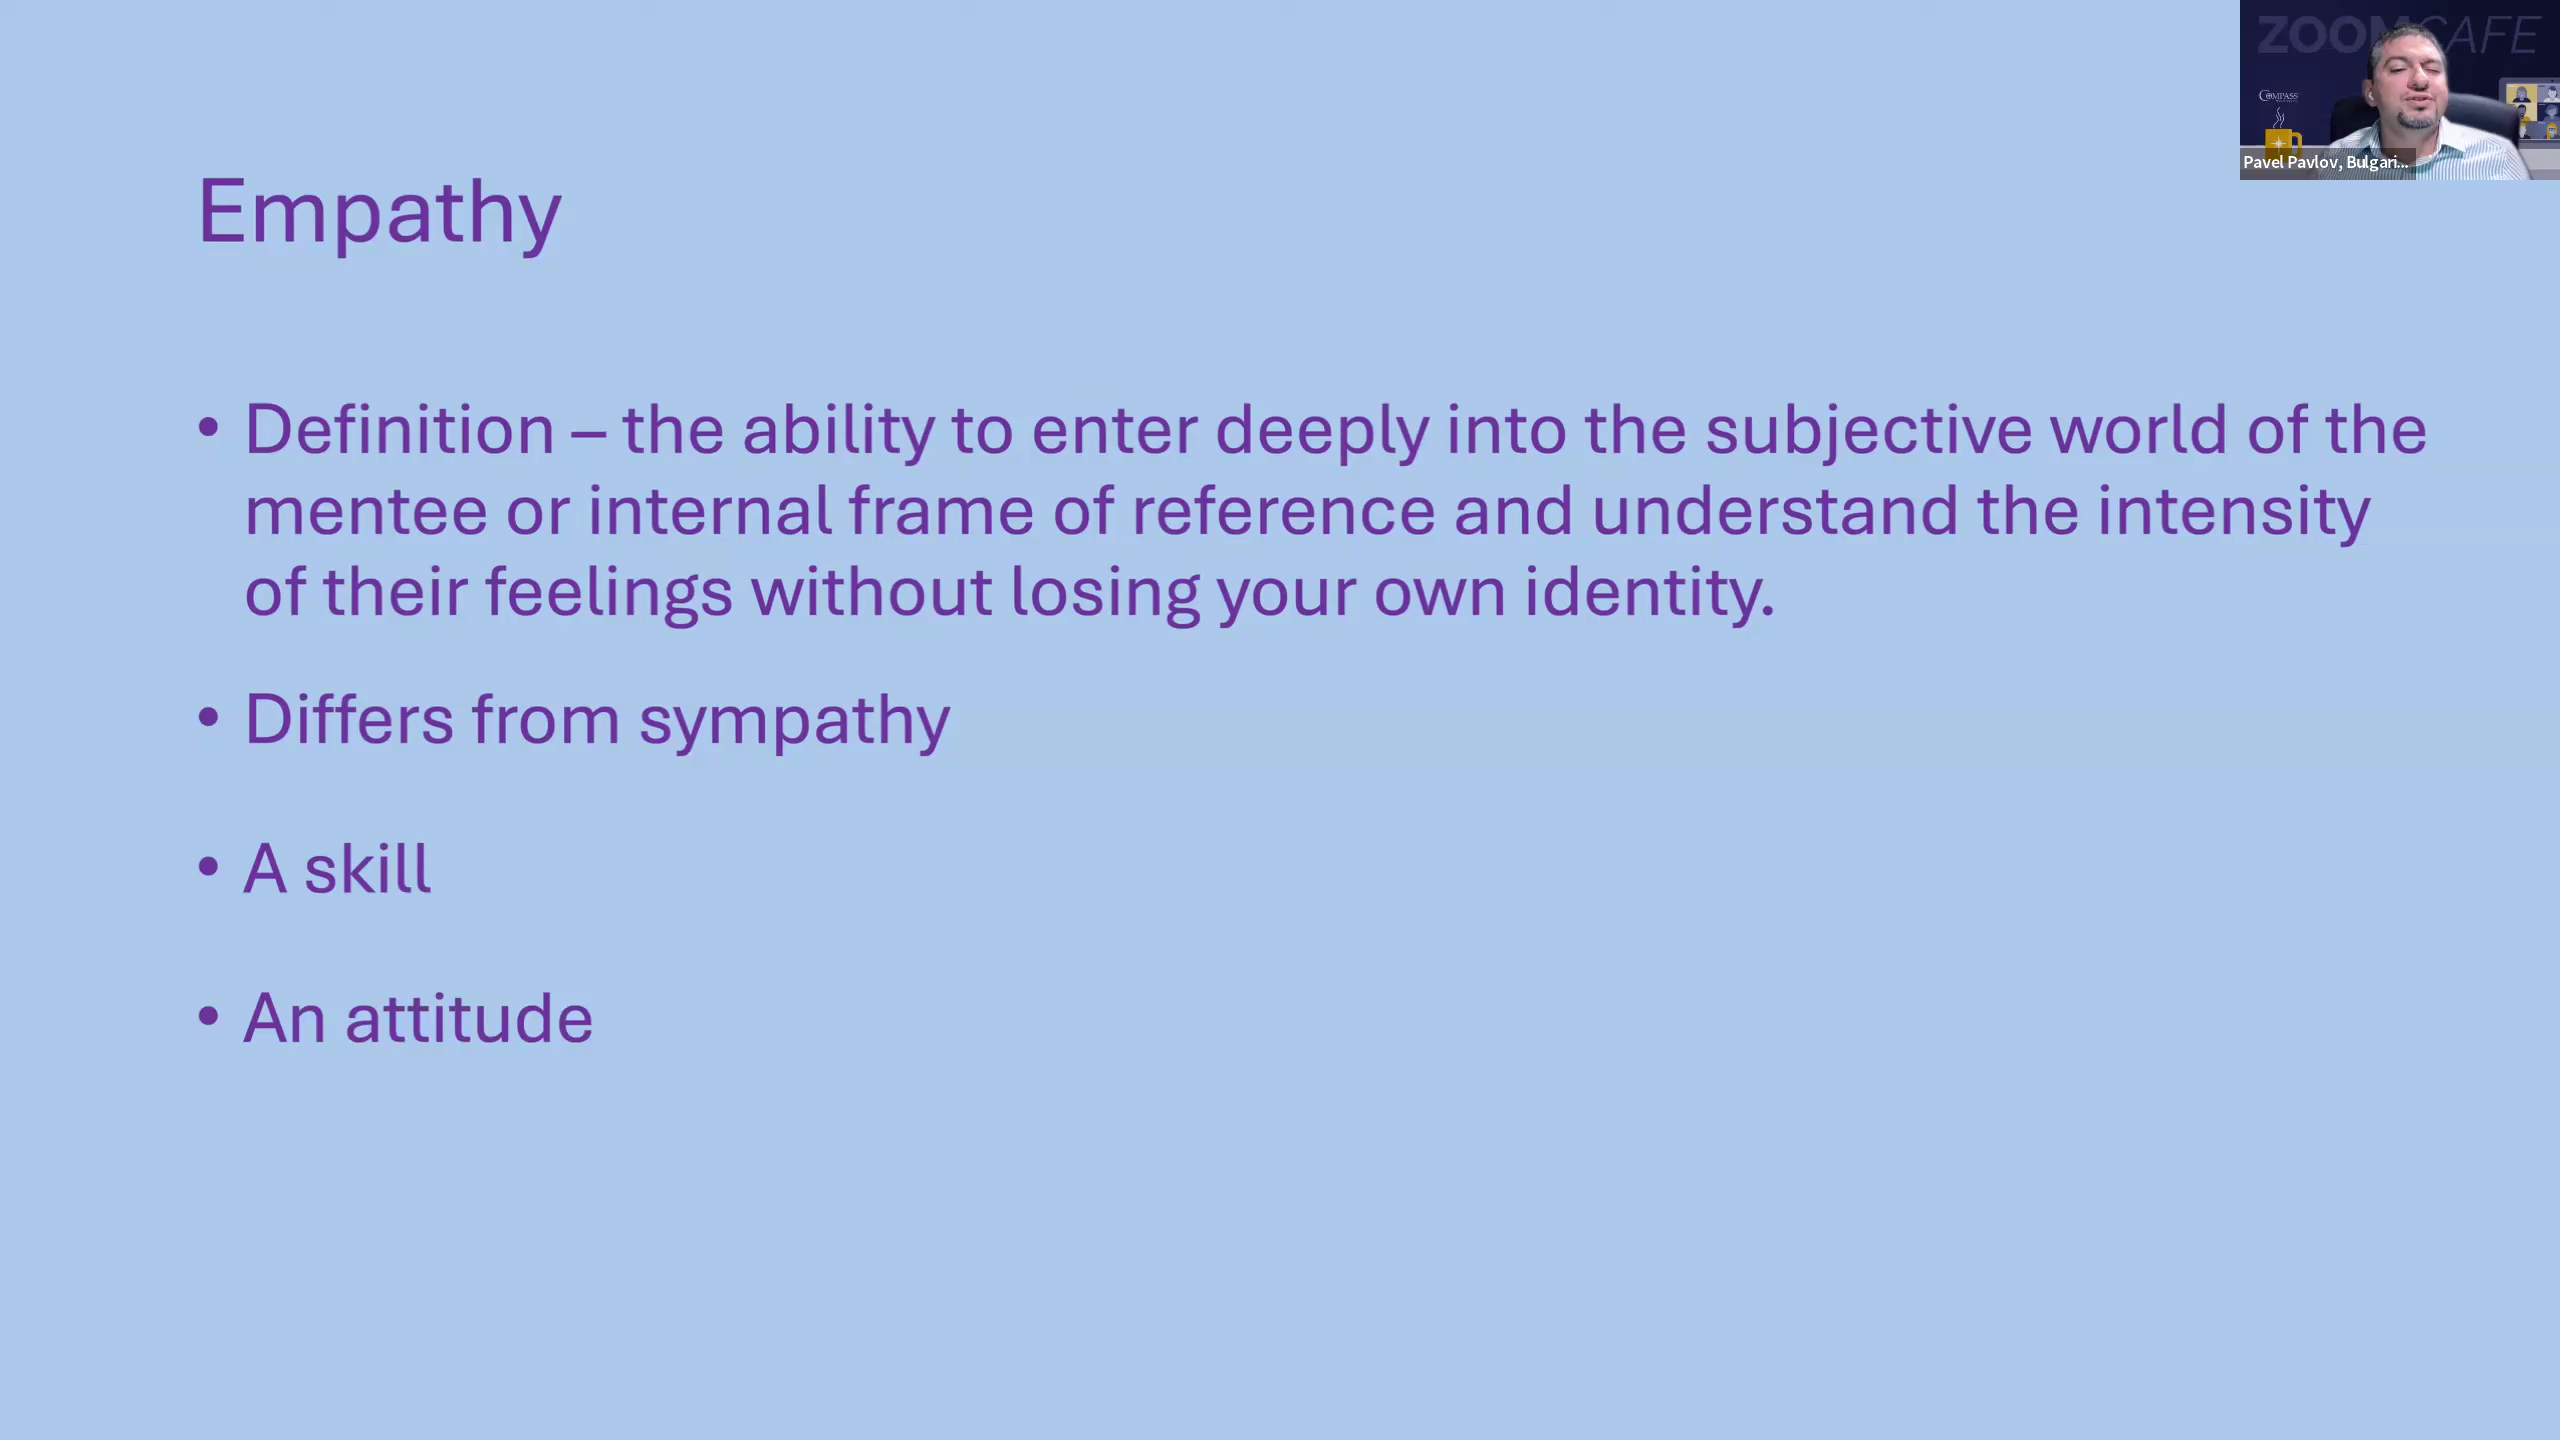 ZOOMCAFE
COMPASS
Pavel Pavlov, Bulgari...
Empathy
• Definition – the ability to enter deeply into the subjective world of the
mentee or internal frame of reference and understand the intensity
of their feelings without losing your own identity.
• Differs from sympathy
• A skill
• An attitude